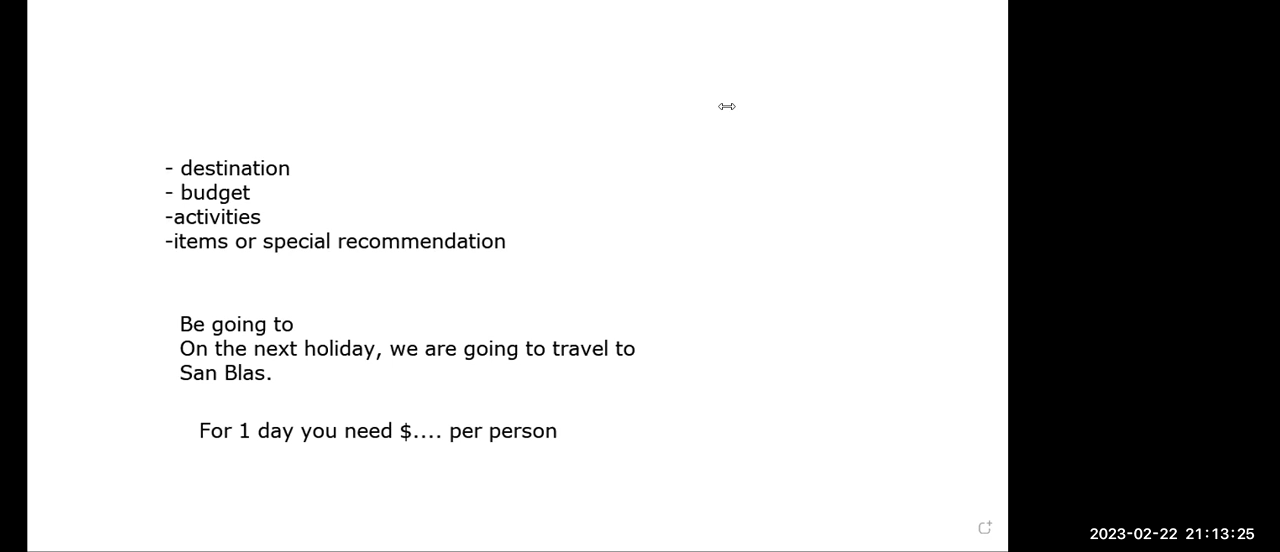 - destination
- budget
-activities
-items or special recommendation
Be going to
On the next holiday, we are going to travel to
San Blas.
For 1 day you need $.... per person
2023-02-22 21:13:25